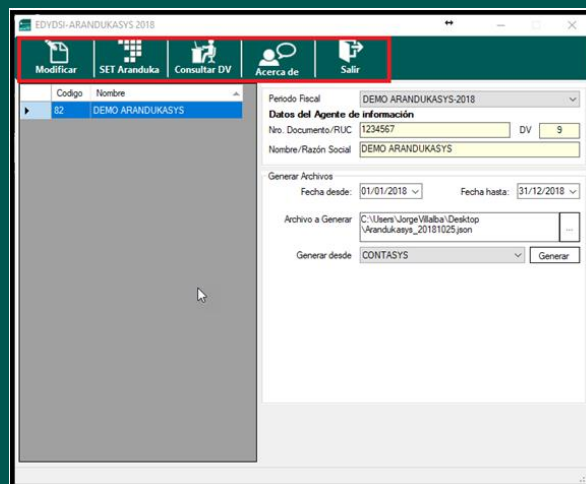 EDYDSI-ARANDUKASYS 2018
Modificar SET Aranduka Consultar DV Acerca de Salir
Codigo Nombre
82 DEMO ARANDUKASYS
Periodo Fiscal DEMO ARANDUKASYS-2018
Datos del Agente de información
Nro. Documento/RUC 1234567 DV 9
Nombre/Razón Social DEMO ARANDUKASYS
Generar Archivos
Fecha desde: 01/01/2018 Fecha hasta: 31/12/2018
Archivo a Generar C:\Users\JorgeVillalba\Desktop
\Arandukasys_20181025.json ...
Generar desde CONTASYS Generar